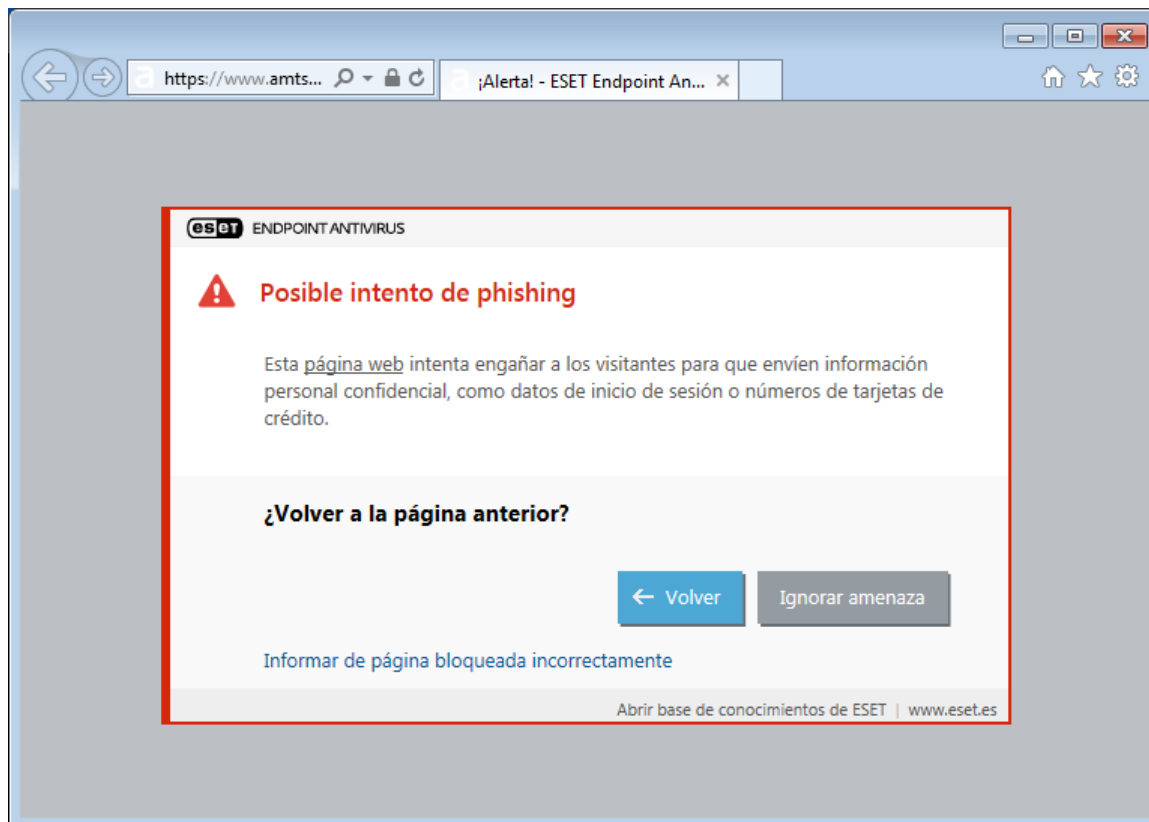 https://www.amts...
¡Alerta! - ESET Endpoint An...
eseT ENDPOINT ANTIVIRUS
Posible intento de phishing
Esta página web intenta engañar a los visitantes para que envíen información
personal confidencial, como datos de inicio de sesión o números de tarjetas de
crédito.
¿Volver a la página anterior?
Volver
Ignorar amenaza
Informar de página bloqueada incorrectamente
Abrir base de conocimientos de ESET | www.eset.es